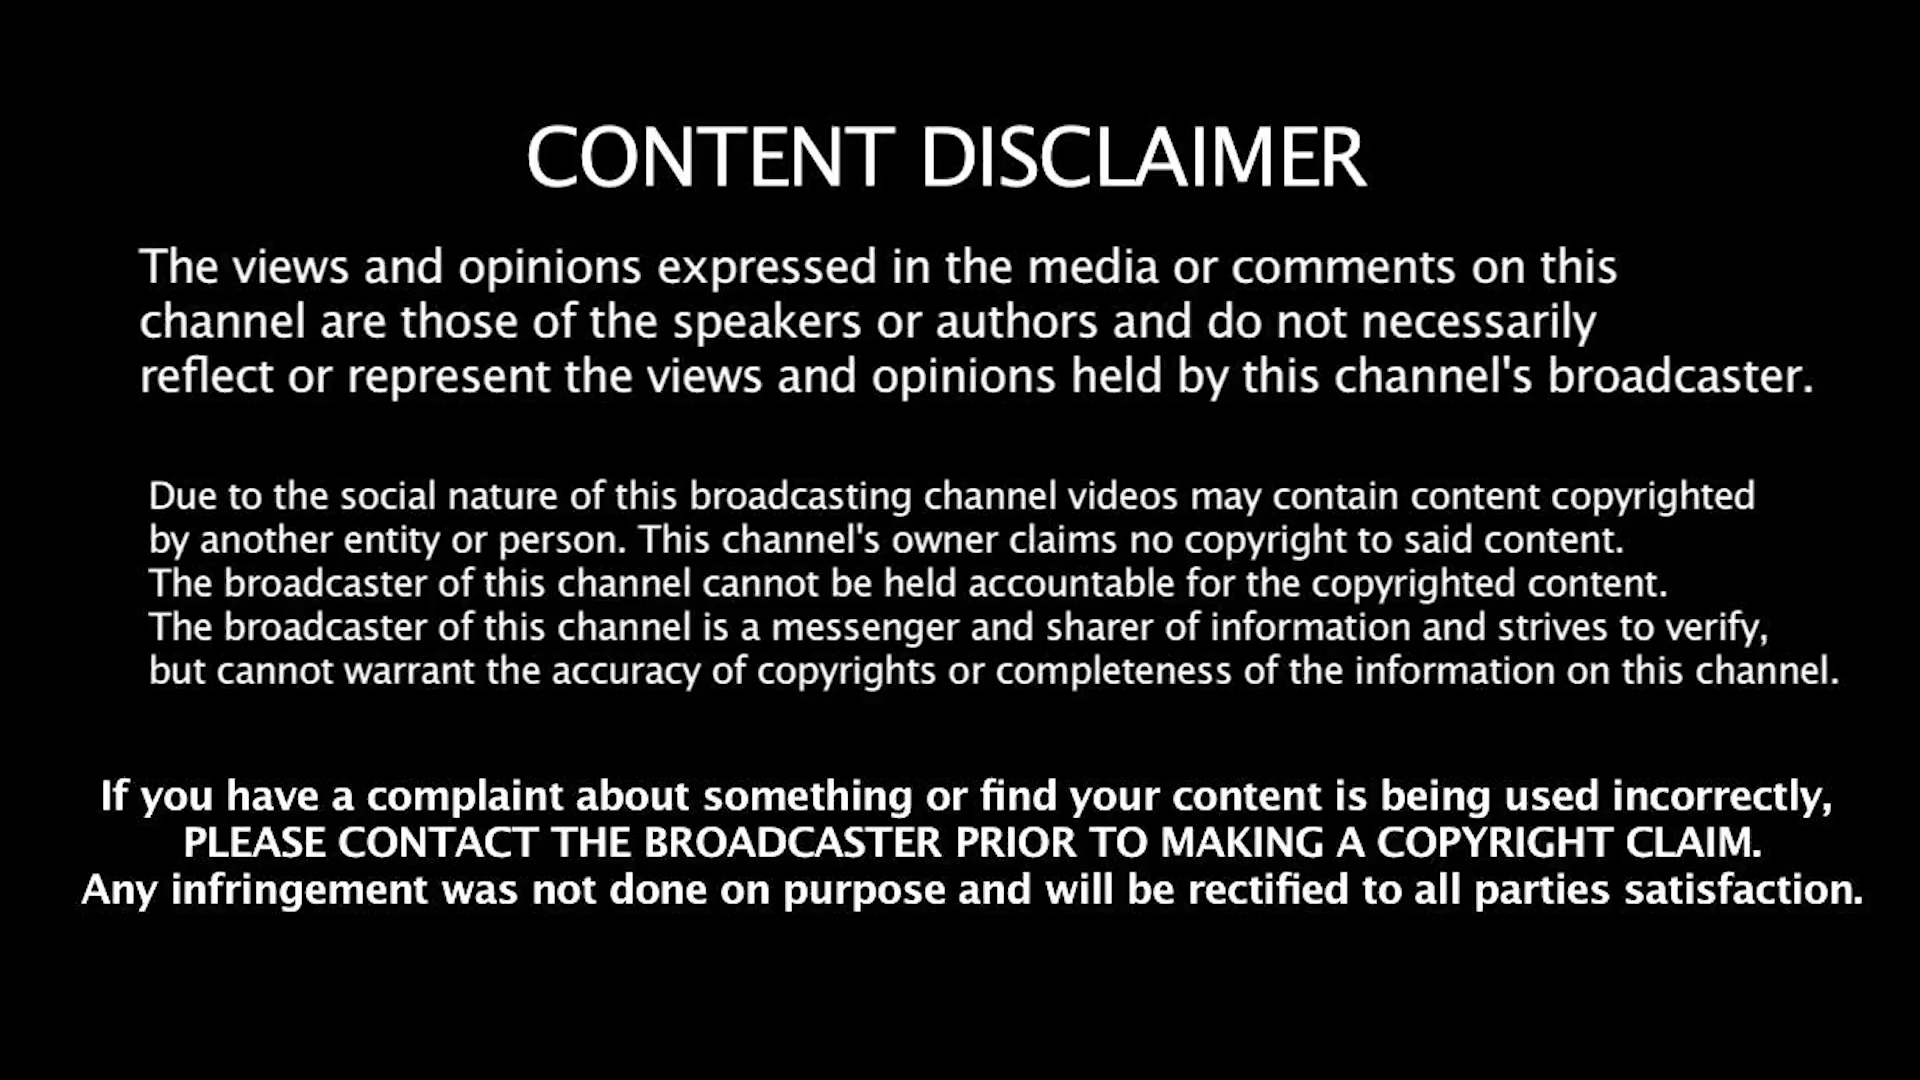 CONTENT DISCLAIMER
The views and opinions expressed in the media or comments on this
channel are those of the speakers or authors and do not necessarily
reflect or represent the views and opinions held by this channel's broadcaster.
Due to the social nature of this broadcasting channel videos may contain content copyrighted
by another entity or person. This channel's owner claims no copyright to said content.
The broadcaster of this channel cannot be held accountable for the copyrighted content.
The broadcaster of this channel is a messenger and sharer of information and strives to verify,
but cannot warrant the accuracy of copyrights or completeness of the information on this channel.
If you have a complaint about something or find your content is being used incorrectly,
PLEASE CONTACT THE BROADCASTER PRIOR TO MAKING A COPYRIGHT CLAIM.
Any infringement was not done on purpose and will be rectified to all parties satisfaction.